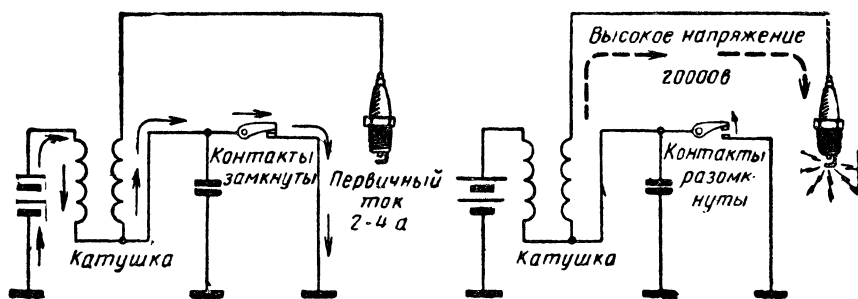 Контакты
замкнуты
Первичный
ток
2-4 а
Катушка
Высокое напряжение
20000в
Контакты
разомк-
нуты
Катушка